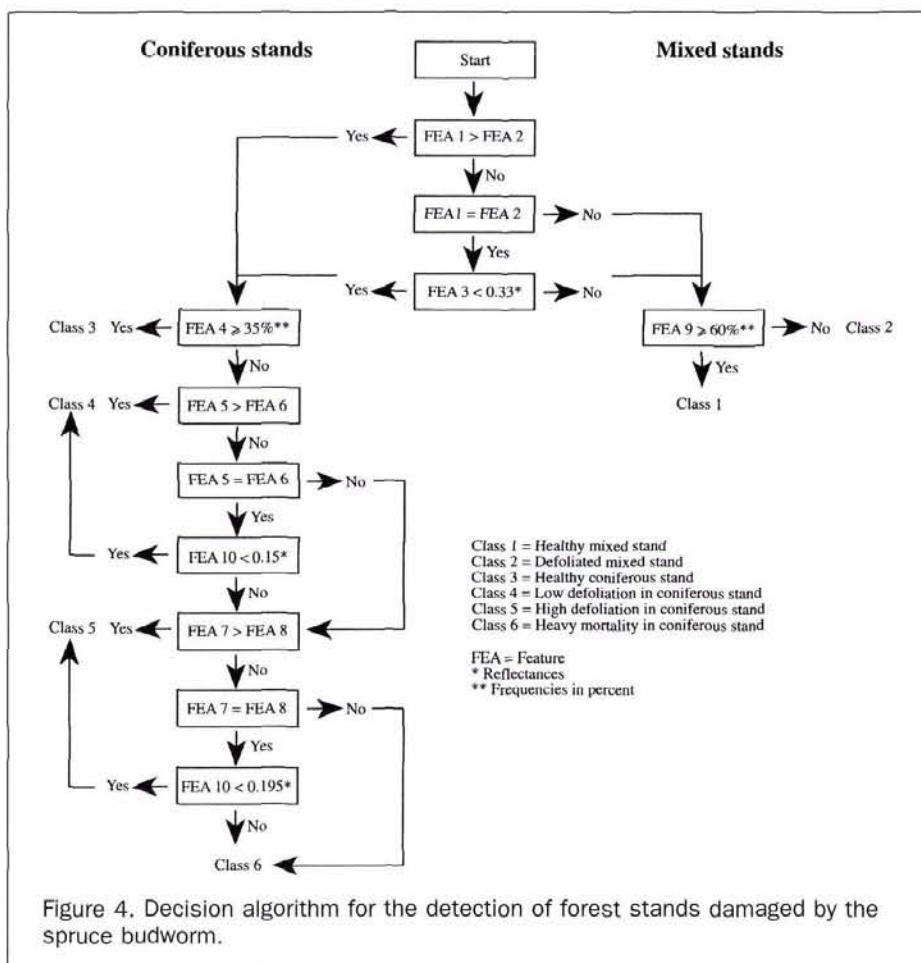 Coniferous stands
Mixed stands
Start
Yes
FEA 1 > FEA 2
No
FEA 1 = FEA 2
No
Yes
Yes
FEA 3 < 0.33*
No
Class 3 Yes
FEA 4 ⩾ 35%**
FEA 9 ⩾ 60%**
No Class 2
No
Yes
Class 4 Yes
FEA 5 > FEA 6
Class 1
No
FEA 5 = FEA 6
No
Yes
Yes
FEA 10 < 0.15*
No
Class 5 Yes
FEA 7 > FEA 8
No
FEA 7 = FEA 8
No
Yes
Yes
FEA 10 < 0.195*
No
Class 6
Class 1 = Healthy mixed stand
Class 2 = Defoliated mixed stand
Class 3 = Healthy coniferous stand
Class 4 = Low defoliation in coniferous stand
Class 5 = High defoliation in coniferous stand
Class 6 = Heavy mortality in coniferous stand
FEA = Feature
* Reflectances
** Frequencies in percent
Figure 4. Decision algorithm for the detection of forest stands damaged by the
spruce budworm.